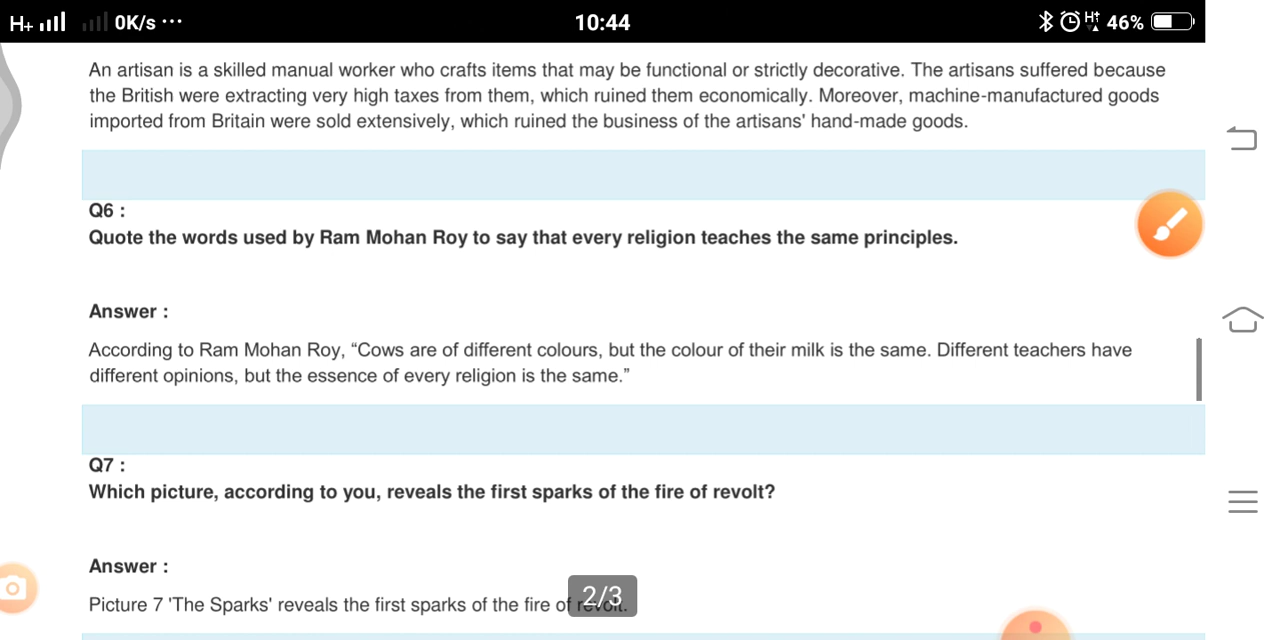 H+ 0K/s ... 10:44 H+ 46%
An artisan is a skilled manual worker who crafts items that may be functional or strictly decorative. The artisans suffered because
the British were extracting very high taxes from them, which ruined them economically. Moreover, machine-manufactured goods
imported from Britain were sold extensively, which ruined the business of the artisans' hand-made goods.
Q6 :
Quote the words used by Ram Mohan Roy to say that every religion teaches the same principles.
Answer :
According to Ram Mohan Roy, “Cows are of different colours, but the colour of their milk is the same. Different teachers have
different opinions, but the essence of every religion is the same.”
Q7 :
Which picture, according to you, reveals the first sparks of the fire of revolt?
Answer :
Picture 7 'The Sparks' reveals the first sparks of the fire of revolt.
2/3